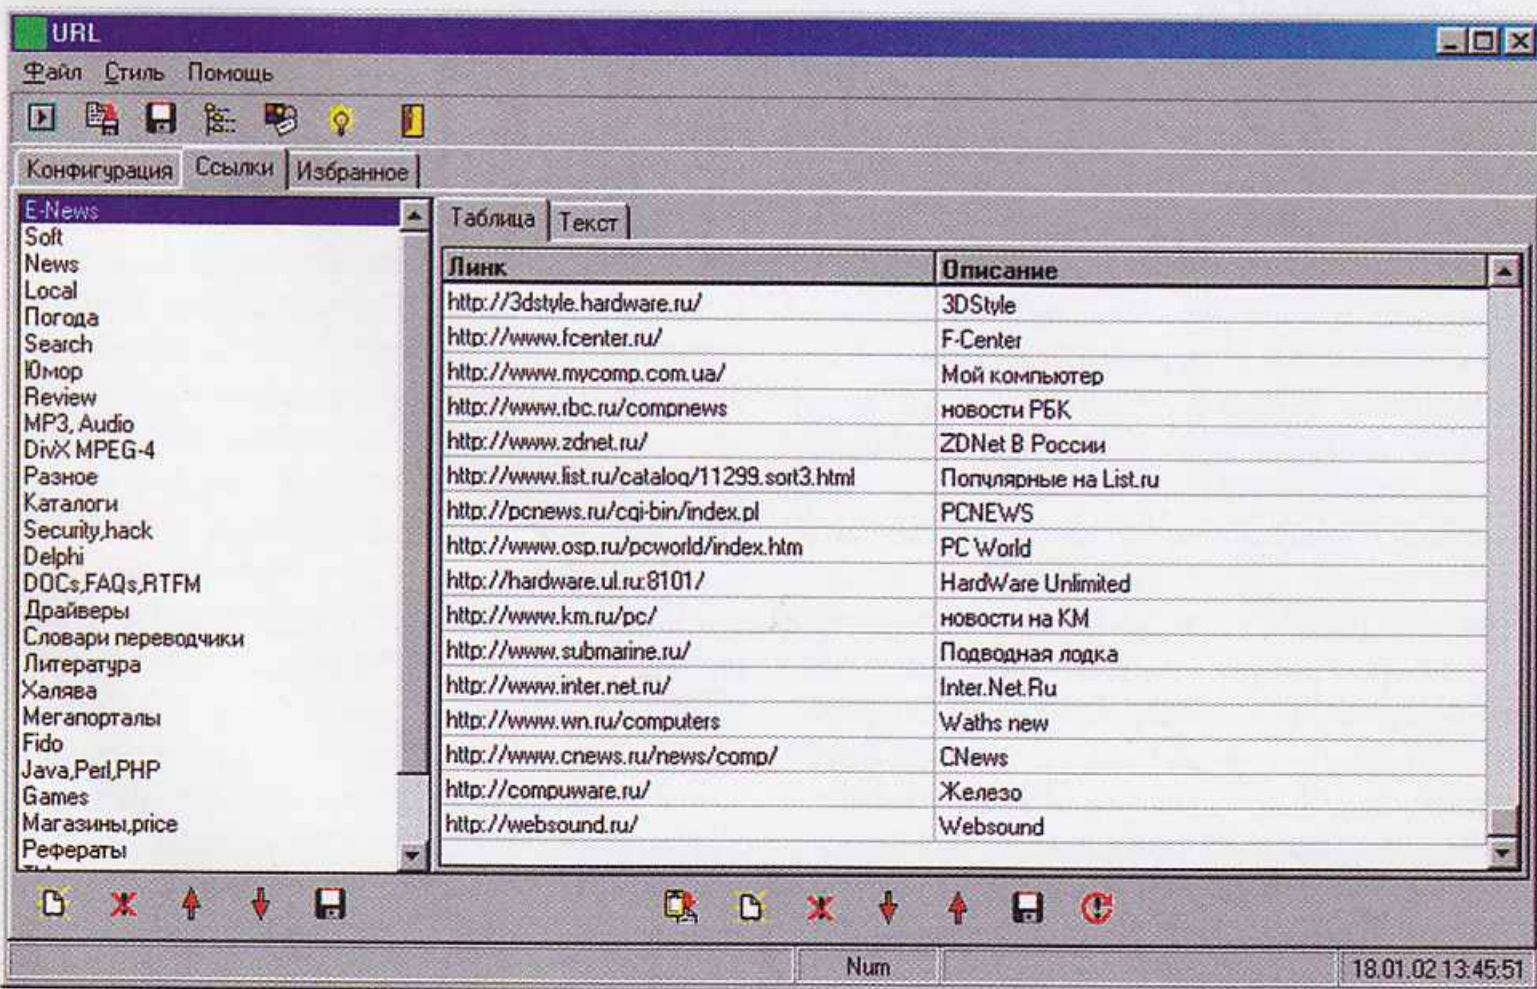 URL
Файл Стиль Помощь
Конфигурация Ссылки Избранное
E-News
Soft
News
Local
Погода
Search
Юмор
Review
MP3, Audio
DivX MPEG-4
Разное
Каталоги
Security,hack
Delphi
DOCs,FAQs,RTFM
Драйверы
Словари переводчики
Литература
Халява
Мегапорталы
Fido
Java,Perl,PHP
Games
Магазины,price
Рефераты
Таблица Текст
Линк Описание
http://3dstyle.hardware.ru/ 3DStyle
http://www.fcenter.ru/ F-Center
http://www.mycomp.com.ua/ Мой компьютер
http://www.rbc.ru/compnews новости РБК
http://www.zdnet.ru/ ZDNet В России
http://www.list.ru/catalog/11299.sort3.html Популярные на List.ru
http://pcnews.ru/cgi-bin/index.pl PCNEWS
http://www.osp.ru/pcworld/index.htm PC World
http://hardware.ul.ru:8101/ HardWare Unlimited
http://www.km.ru/pc/ новости на KM
http://www.submarine.ru/ Подводная лодка
http://www.inter.net.ru/ Inter.Net.Ru
http://www.wn.ru/computers Waths new
http://www.cnews.ru/news/comp/ CNews
http://compuware.ru/ Железо
http://websound.ru/ Websound
Num
18.01.02 13:45:51